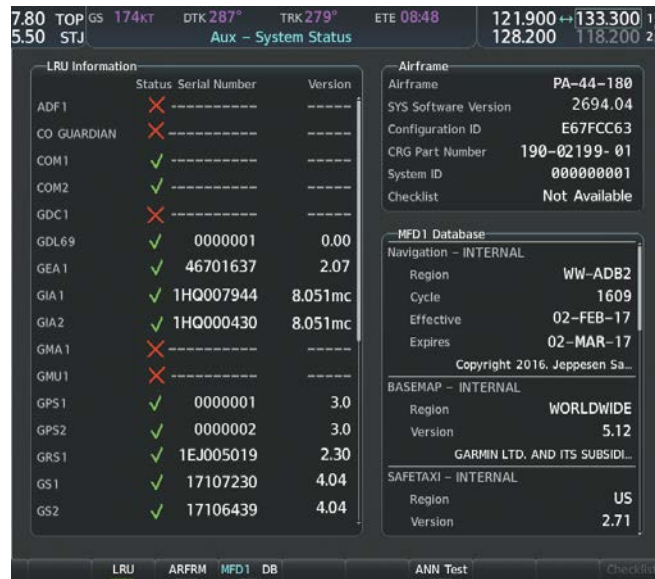 7.80 TOP GS 174KT DTK 287° TRK 279° ETE 08:48 121.900 ↔ 133.300 1
5.50 STJ Aux – System Status 128.200 118.200 2
LRU Information
Status Serial Number Version
ADF1 ---------- -----
CO GUARDIAN ---------- -----
COM1 ---------- -----
COM2 ---------- -----
GDC1 ---------- -----
GDL69 0000001 0.00
GEA1 46701637 2.07
GIA1 1HQ007944 8.051mc
GIA2 1HQ000430 8.051mc
GMA1 ---------- -----
GMU1 ---------- -----
GPS1 0000001 3.0
GPS2 0000002 3.0
GRS1 1EJ005019 2.30
GS1 17107230 4.04
GS2 17106439 4.04
Airframe
Airframe PA-44-180
SYS Software Version 2694.04
Configuration ID E67FCC63
CRG Part Number 190-02199-01
System ID 000000001
Checklist Not Available
MFD1 Database
Navigation – INTERNAL
Region WW-ADB2
Cycle 1609
Effective 02-FEB-17
Expires 02-MAR-17
Copyright 2016. Jeppesen Sa…
BASEMAP – INTERNAL
Region WORLDWIDE
Version 5.12
GARMIN LTD. AND ITS SUBSIDI…
SAFETAXI – INTERNAL
Region US
Version 2.71
LRU ARFRM MFD1 DB ANN Test Checklis